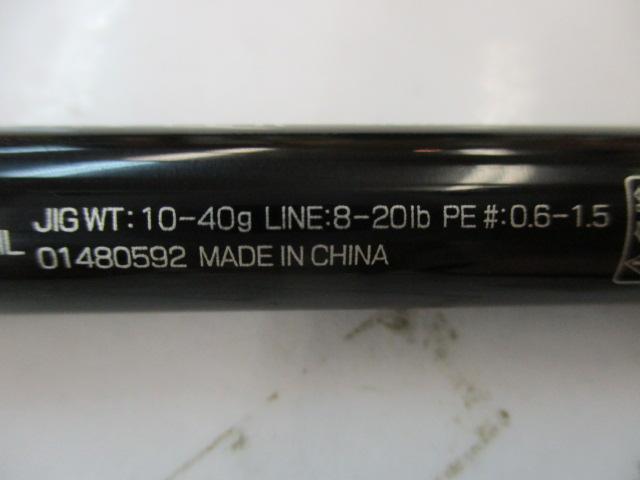 JIG WT: 10-40g LINE:8-20lb PE #:0.6-1.5
01480592 MADE IN CHINA